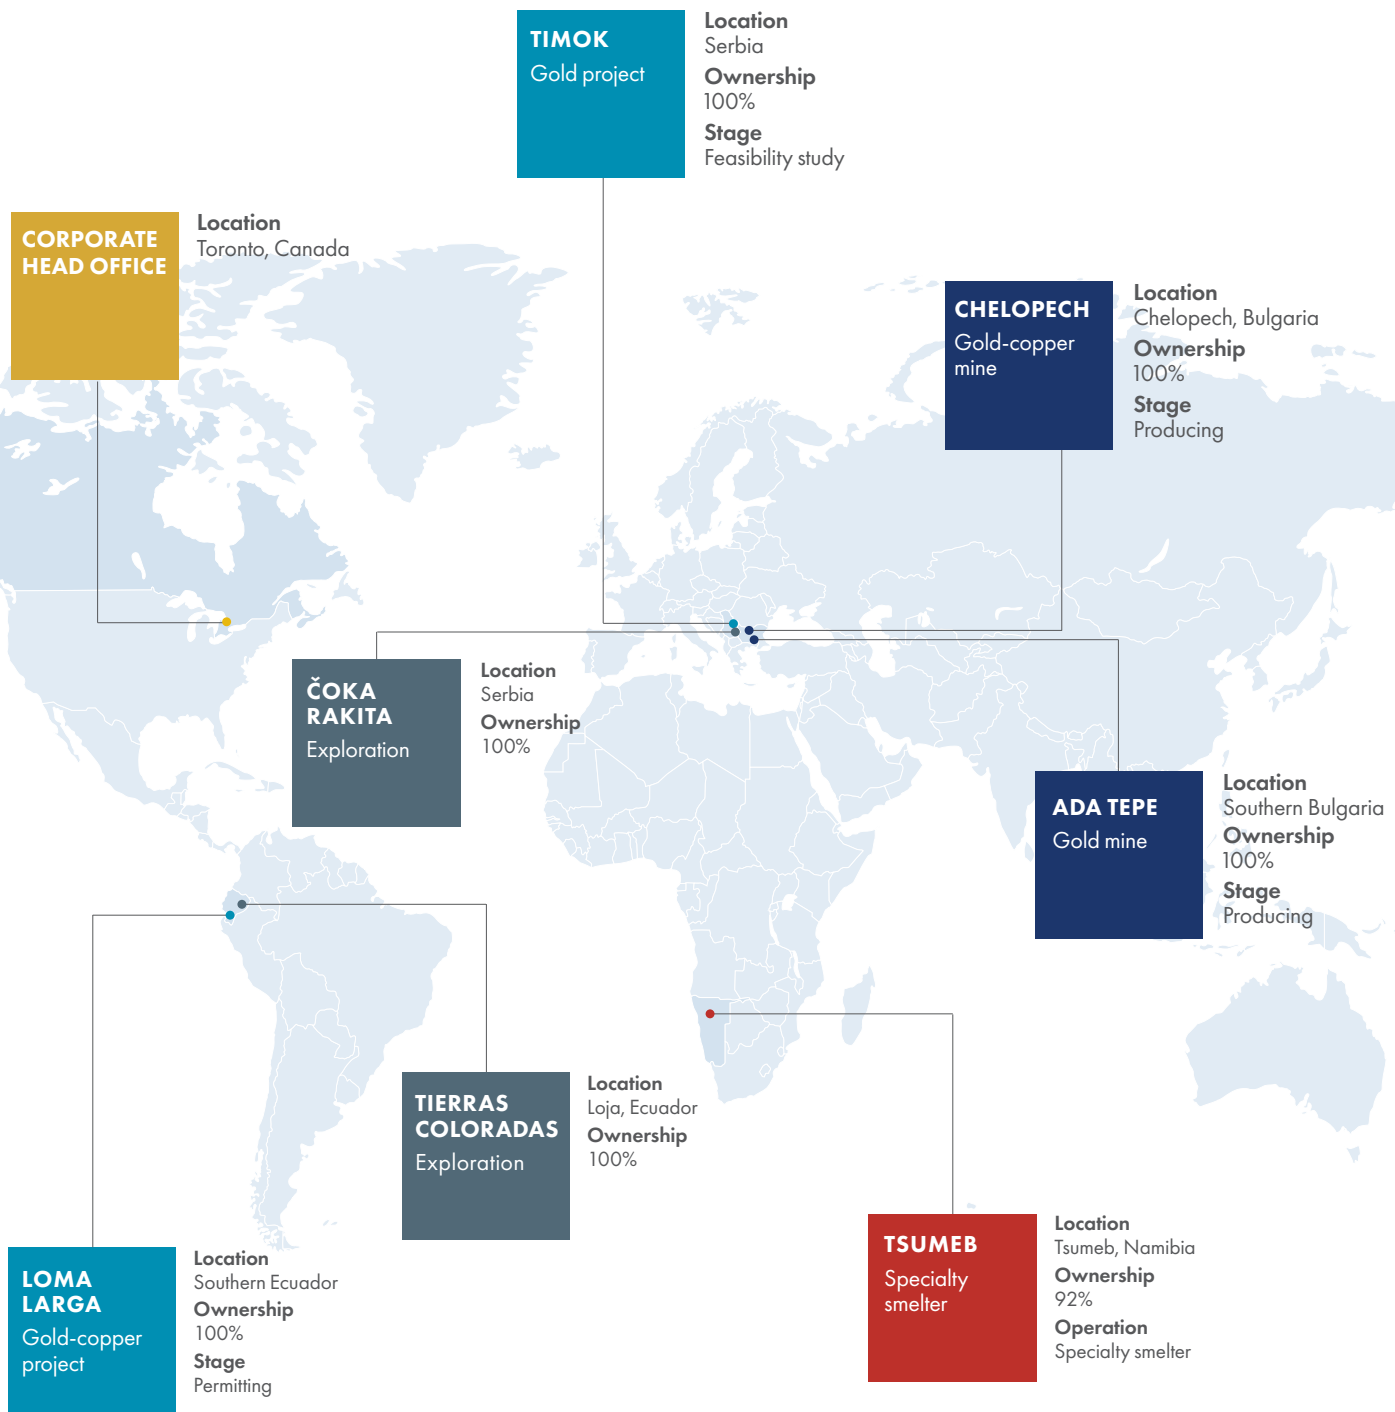 TIMOK
Gold project
Location
Serbia
Ownership
100%
Stage
Feasibility study
CORPORATE
HEAD OFFICE
Location
Toronto, Canada
CHELOPECH
Gold-copper
mine
Location
Chelopech, Bulgaria
Ownership
100%
Stage
Producing
ČOKA
RAKITA
Exploration
Location
Serbia
Ownership
100%
ADA TEPE
Gold mine
Location
Southern Bulgaria
Ownership
100%
Stage
Producing
TIERRAS
COLORADAS
Exploration
Location
Loja, Ecuador
Ownership
100%
LOMA
LARGA
Gold-copper
project
Location
Southern Ecuador
Ownership
100%
Stage
Permitting
TSUMEB
Specialty
smelter
Location
Tsumeb, Namibia
Ownership
92%
Operation
Specialty smelter